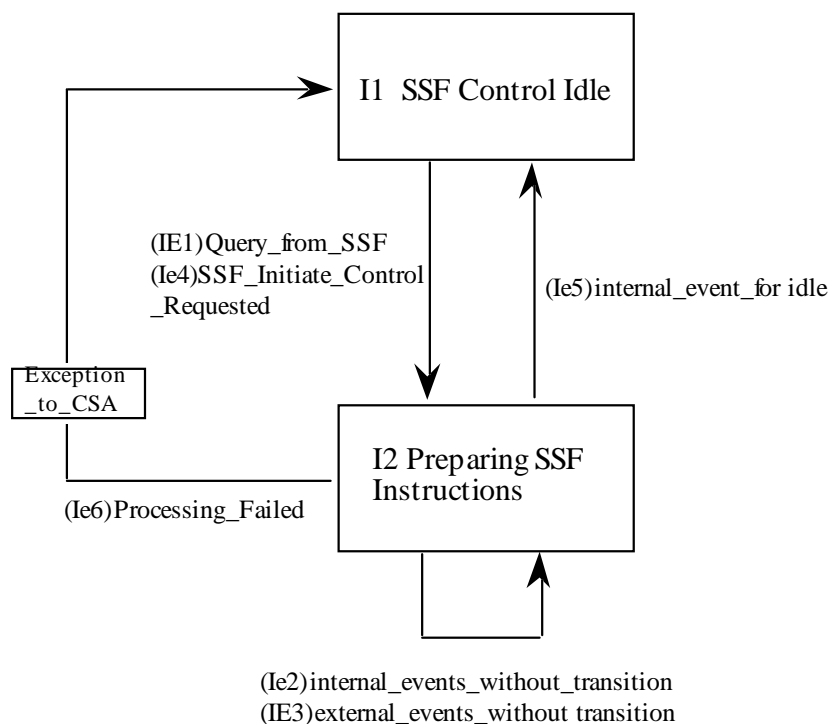 I1 SSF Control Idle
(IE1)Query_from_SSF
(Ie4)SSF_Initiate_Control
_Requested
(Ie5)internal_event_for idle
Exception
_to_CSA
I2 Preparing SSF
Instructions
(Ie6)Processing_Failed
(Ie2)internal_events_without_transition
(IE3)external_events_without transition